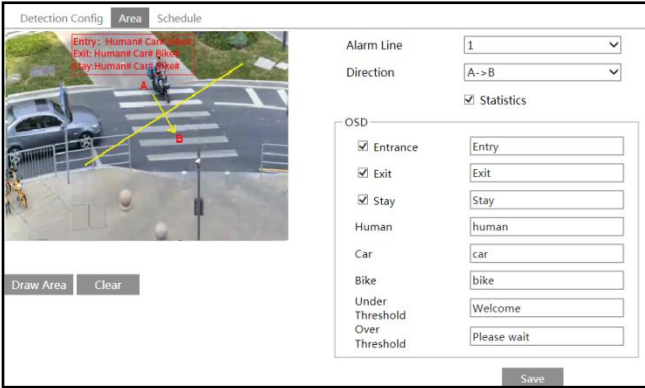 Detection Config Area Schedule
Entry: Human# Car# Bike#
Exit: Human# Car# Bike#
Stay:Human# Car# Bike#
A
B
Draw Area Clear
Alarm Line 1
Direction A->B
Statistics
OSD
Entrance Entry
Exit Exit
Stay Stay
Human human
Car car
Bike bike
Under
Threshold Welcome
Over
Threshold Please wait
Save